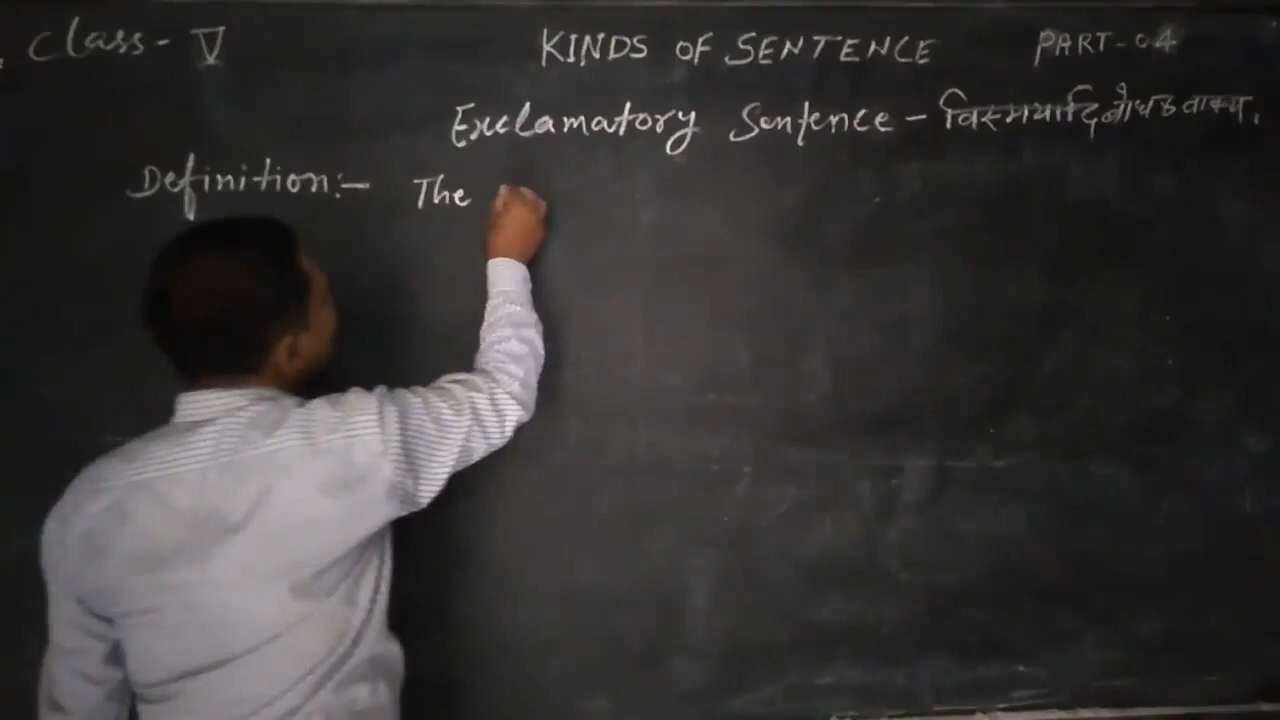 Class- V KINDS OF SENTENCE PART-04
Exclamatory Sentence - विस्मयादिबोधक वाक्य.
Definition:- The